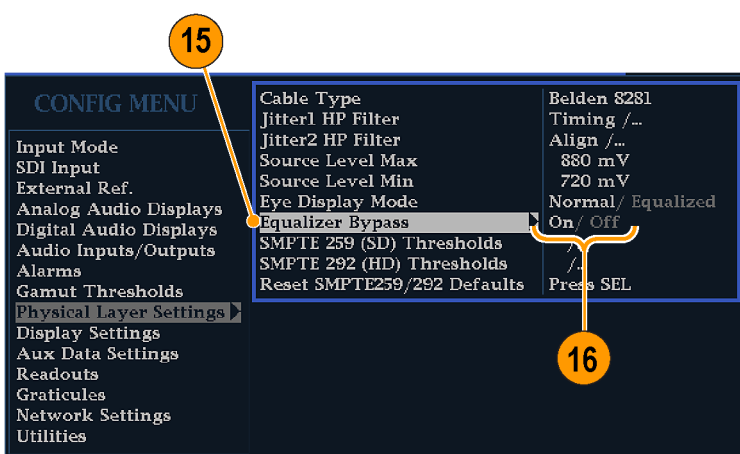 15
CONFIG MENU
Input Mode
SDI Input
External Ref.
Analog Audio Displays
Digital Audio Displays
Audio Inputs/Outputs
Alarms
Gamut Thresholds
Physical Layer Settings
Display Settings
Aux Data Settings
Readouts
Graticules
Network Settings
Utilities
Cable Type Belden 8281
Jitter1 HP Filter Timing /...
Jitter2 HP Filter Align /...
Source Level Max 880 mV
Source Level Min 720 mV
Eye Display Mode Normal/ Equalized
Equalizer Bypass On/ Off
SMPTE 259 (SD) Thresholds /...
SMPTE 292 (HD) Thresholds /...
Reset SMPTE259/292 Defaults Press SEL
16